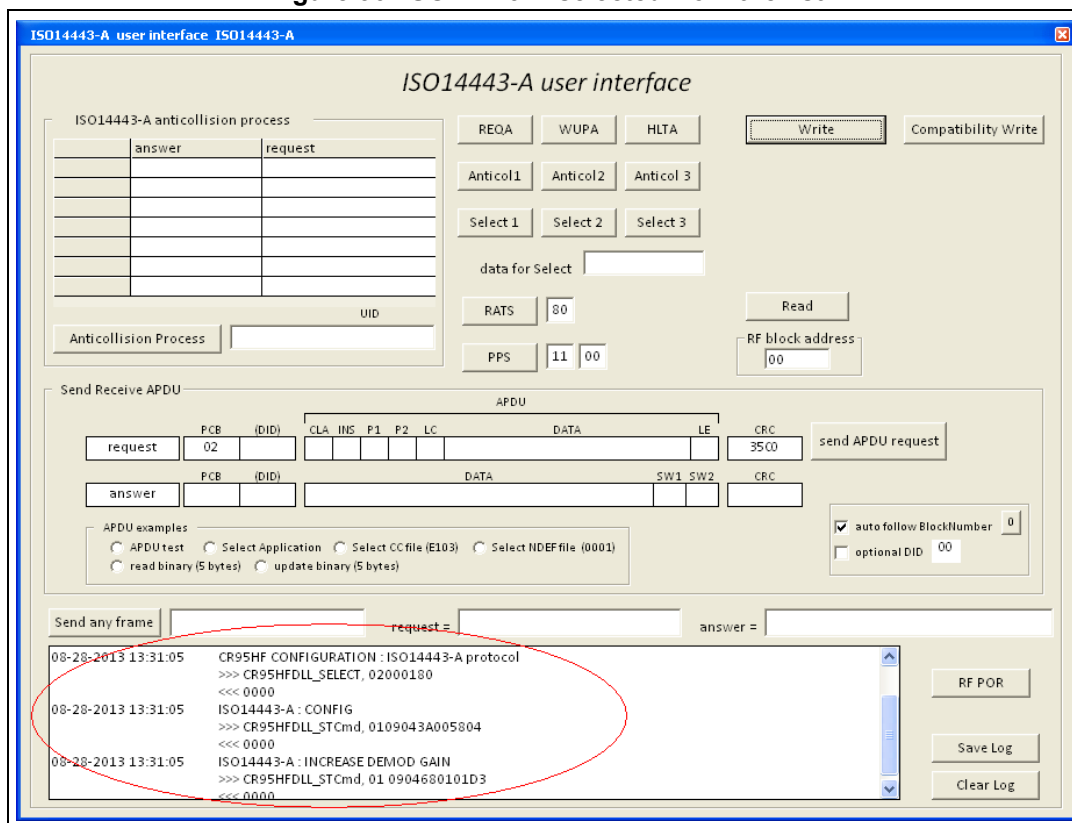 ISO14443-A user interface ISO14443-A
ISO14443-A user interface
ISO14443-A anticollision process
answer request
UID
Anticollision Process
REQA WUPA HLTA
Anticol1 Anticol2 Anticol 3
Select 1 Select 2 Select 3
data for Select
RATS 80
PPS 11 00
Write Compatibility Write
Read
RF block address
00
Send Receive APDU
APDU
PCB (DID) CLA INS P1 P2 LC DATA LE CRC
request 02 35C0 send APDU request
PCB (DID) DATA SW1 SW2 CRC
answer
APDU examples
APDU test Select Application Select CC file (E103) Select NDEF file (0001)
read binary (5 bytes) update binary (5 bytes)
auto follow BlockNumber 0
optional DID 00
Send any frame request = answer =
08-28-2013 13:31:05 CR95HF CONFIGURATION : ISO14443-A protocol
>>> CR95HFDLL_SELECT, 02000180
<<< 0000
08-28-2013 13:31:05 ISO14443-A : CONFIG
>>> CR95HFDLL_STCmd, 0109043A005804
<<< 0000
08-28-2013 13:31:05 ISO14443-A : INCREASE DEMOD GAIN
>>> CR95HFDLL_STCmd, 01 0904680101D3
<<< 0000
RF POR
Save Log
Clear Log